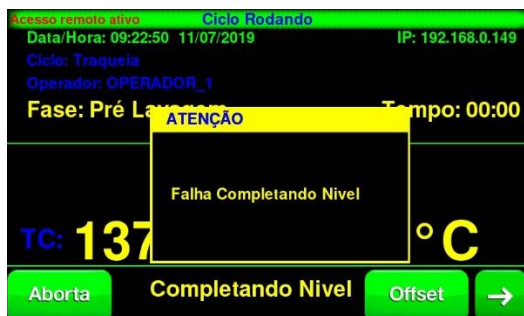 Acesso remoto ativo Ciclo Rodando
Data/Hora: 09:22:50 11/07/2019 IP: 192.168.0.149
Ciclo: Traqueia
Operador: OPERADOR_1
Fase: Pré Tempo: 00:00
ATENÇÃO
Falha Completando Nivel
TC: 137 °C
Aborta Completando Nivel Offset →